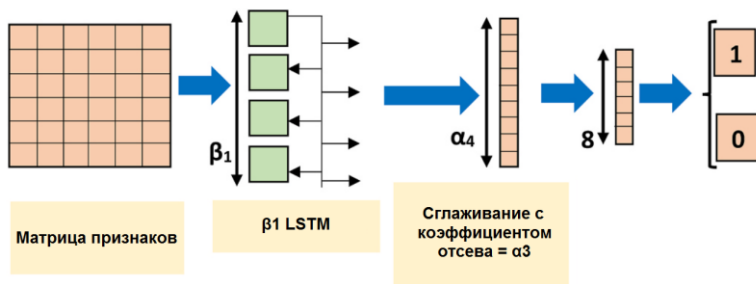 β₁
α₄
8
1
0
Матрица признаков
β1 LSTM
Сглаживание с
коэффициентом
отсева = α3